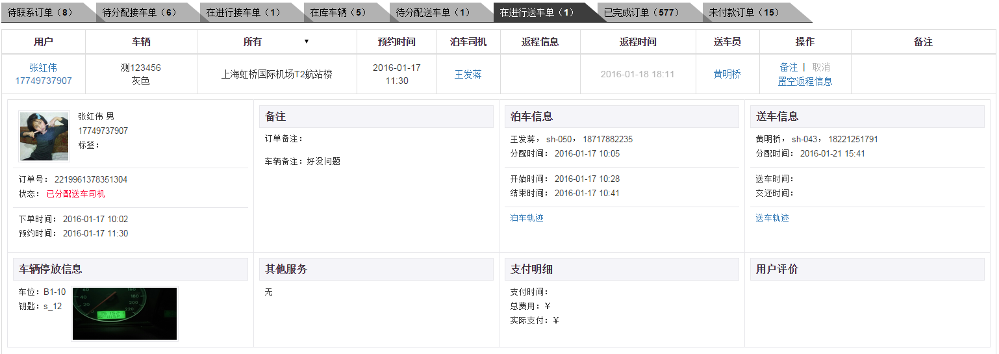 待联系订单（8） 待分配接车单（6） 在进行接车单（1） 在库车辆（5） 待分配送车单（1） 在进行送车单（1） 已完成订单（577） 未付款订单（15）
用户 车辆 所有 ▼ 预约时间 泊车司机 返程信息 返程时间 送车员 操作 备注
张红伟 17749737907
测123456 灰色
上海虹桥国际机场T2航站楼
2016-01-17 11:30
王发蒋
2016-01-18 18:11
黄明桥
备注 | 取消
置空返程信息
张红伟 男
17749737907
标签：
订单号： 2219961378351304
状态： 已分配送车司机
下单时间： 2016-01-17 10:02
预约时间： 2016-01-17 11:30
备注
订单备注：
车辆备注：好没问题
泊车信息
王发蒋， sh-050， 18717882235
分配时间： 2016-01-17 10:05
开始时间： 2016-01-17 10:28
结束时间： 2016-01-17 10:41
泊车轨迹
送车信息
黄明桥， sh-043， 18221251791
分配时间： 2016-01-21 15:41
送车时间：
交还时间：
送车轨迹
车辆停放信息
车位：B1-10
钥匙：s_12
其他服务
无
支付明细
支付时间：
总费用：￥
实际支付：￥
用户评价